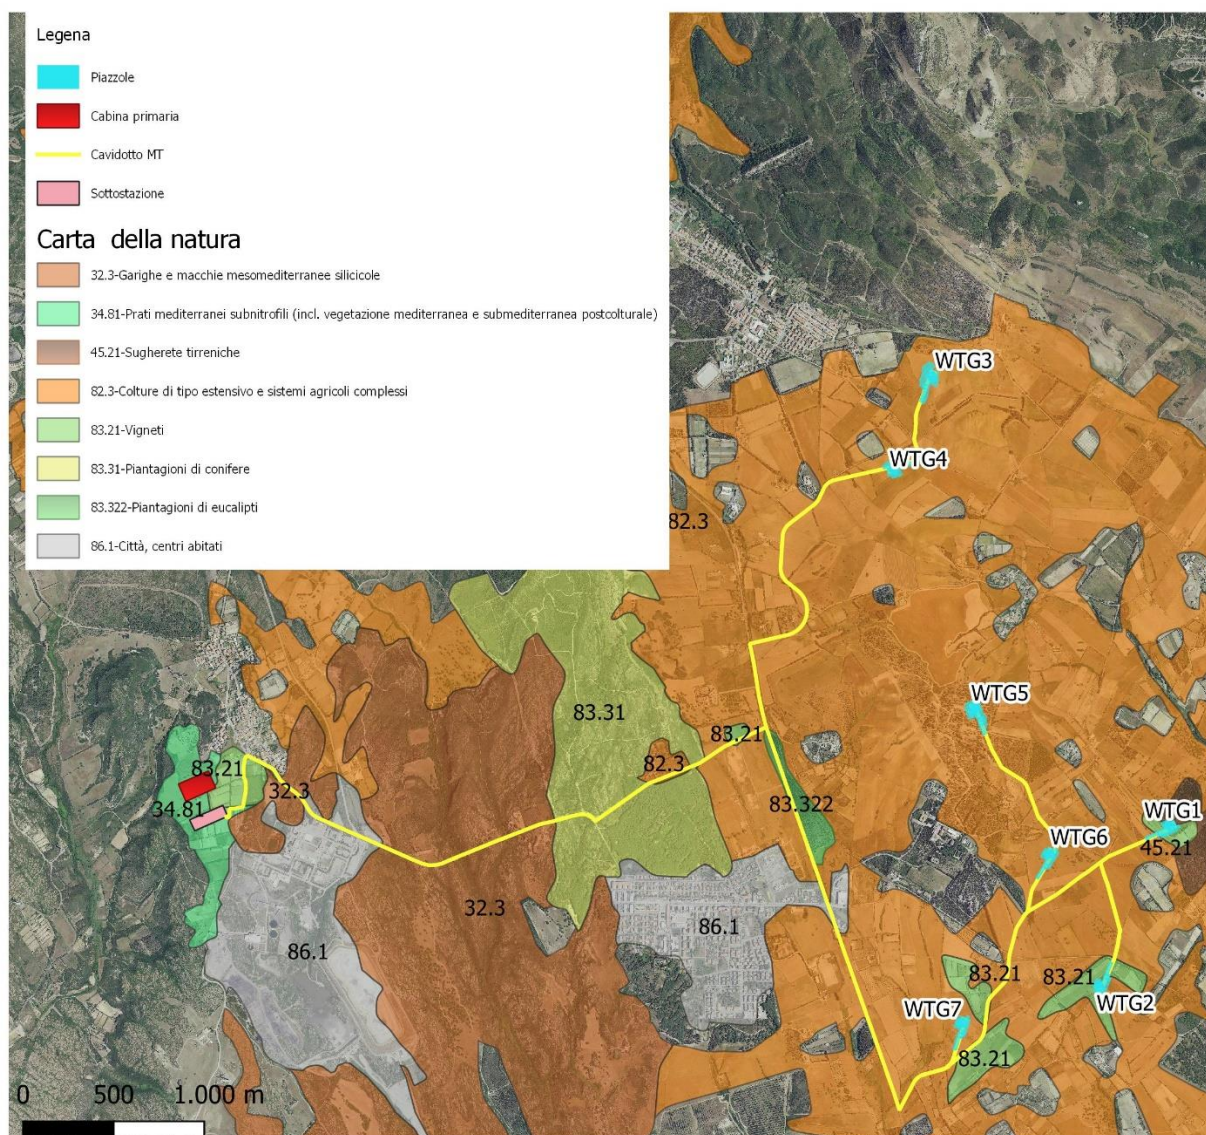 Legena
Piazzole
Cabina primaria
Cavidotto MT
Sottostazione
Carta della natura
32.3-Garighe e macchie mesomediterranee silicicole
34.81-Prati mediterranei subnitrofili (incl. vegetazione mediterranea e submediterranea postcolturale)
45.21-Sugherete tirreniche
82.3-Colture di tipo estensivo e sistemi agricoli complessi
83.21-Vigneti
83.31-Piantagioni di conifere
83.322-Piantagioni di eucalipti
86.1-Città, centri abitati
WTG3
WTG4
82.3
WTG5
83.31
83.21
83.21
82.3
32.3
34.81
83.322
WTG1
WTG6
45.21
32.3
86.1
86.1
83.21
83.21
WTG2
WTG7
83.21
0 500 1.000 m